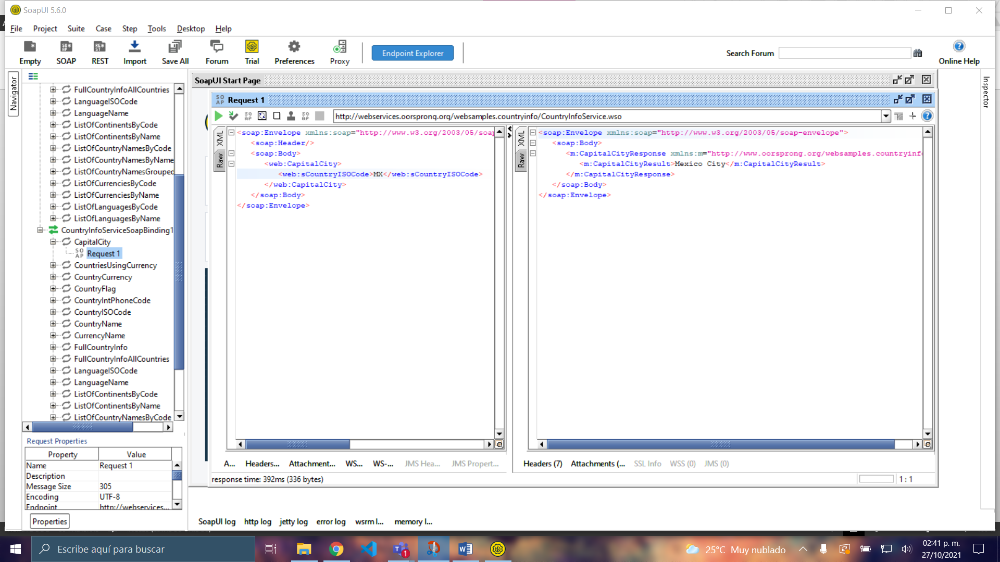 SoapUI 5.6.0
File Project Suite Case Step Tools Desktop Help
Empty SOAP REST Import Save All Forum Trial Preferences Proxy Endpoint Explorer Search Forum Online Help
Navigator
Inspector
SoapUI Start Page
Request 1
http://webservices.oorsprong.org/websamples.countryinfo/CountryInfoService.wso
FullCountryInfoAllCountries
LanguageISOCode
LanguageName
ListOfContinentsByCode
ListOfContinentsByName
ListOfCountryNamesByCode
ListOfCountryNamesByName
ListOfCountryNamesGrouped
ListOfCurrenciesByCode
ListOfCurrenciesByName
ListOfLanguagesByCode
ListOfLanguagesByName
CountryInfoServiceSoapBinding1
CapitalCity
Request 1
CountriesUsingCurrency
CountryCurrency
CountryFlag
CountryIntPhoneCode
CountryISOCode
CountryName
CurrencyName
FullCountryInfo
FullCountryInfoAllCountries
LanguageISOCode
LanguageName
ListOfContinentsByCode
ListOfContinentsByName
ListOfCountryNamesByCode
XML
Raw
<soap:Envelope xmlns:soap="http://www.w3.org/2003/05/soap
<soap:Header/>
<soap:Body>
<web:CapitalCity>
<web:sCountryISOCode>MX</web:sCountryISOCode>
</web:CapitalCity>
</soap:Body>
</soap:Envelope>
XML
Raw
<soap:Envelope xmlns:soap="http://www.w3.org/2003/05/soap-envelope">
<soap:Body>
<m:CapitalCityResponse xmlns:m="http://www.oorsprong.org/websamples.countryinf
<m:CapitalCityResult>Mexico City</m:CapitalCityResult>
</m:CapitalCityResponse>
</soap:Body>
</soap:Envelope>
A... Headers... Attachment... WS... WS-... JMS Hea... JMS Propert...
Headers (7) Attachments (... SSL Info WSS (0) JMS (0)
response time: 392ms (336 bytes)
1 : 1
Request Properties
Property Value
Name Request 1
Description
Message Size 305
Encoding UTF-8
Endpoint http://webservices...
Properties
SoapUI log http log jetty log error log wsrm l... memory l...
Escribe aquí para buscar
1
25°C Muy nublado
02:41 p. m.
27/10/2021